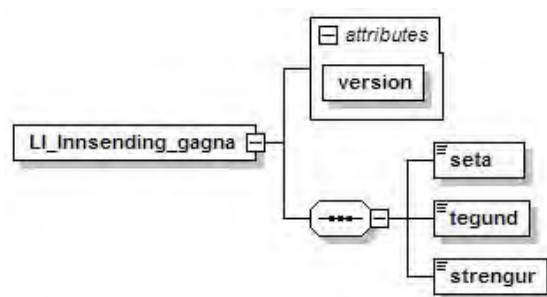 attributes
version
LI_Innsending_gagna
seta
tegund
strengur